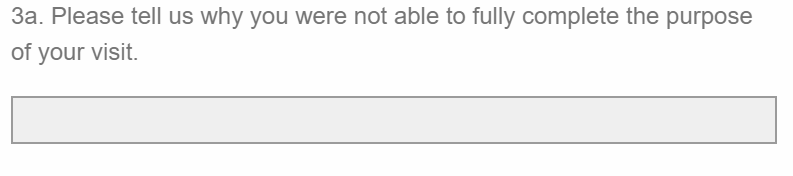 3a. Please tell us why you were not able to fully complete the purpose
of your visit.